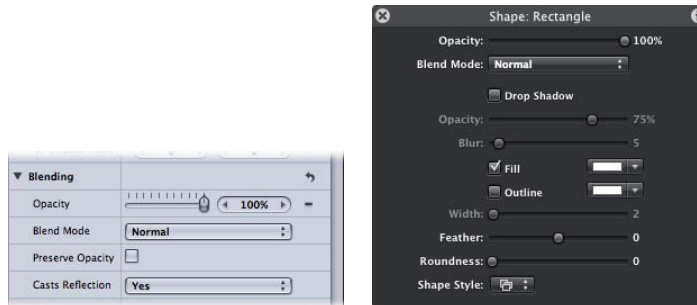 Blending
Opacity 100%
Blend Mode Normal
Preserve Opacity
Casts Reflection Yes
Shape: Rectangle
Opacity: 100%
Blend Mode: Normal
Drop Shadow
Opacity: 75%
Blur: 5
Fill
Outline
Width: 2
Feather: 0
Roundness: 0
Shape Style: